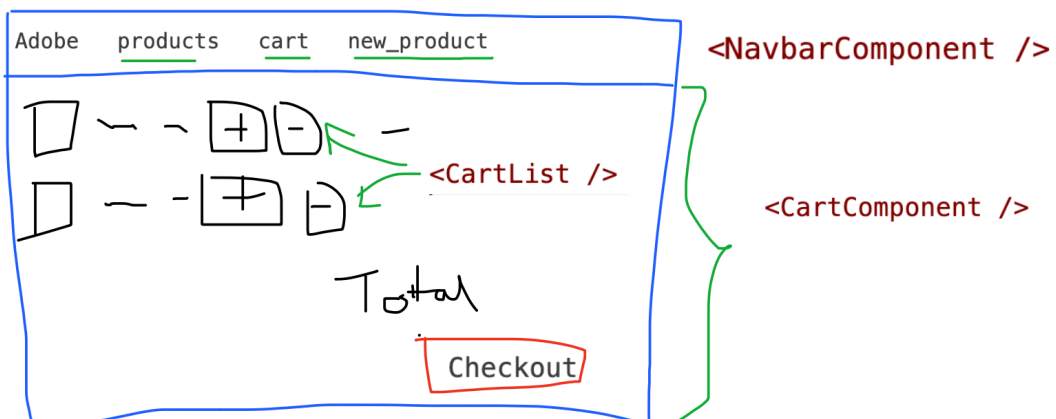 Adobe products cart new_product
<NavbarComponent />
+ -
<CartList />
+ -
<CartComponent />
Total
Checkout